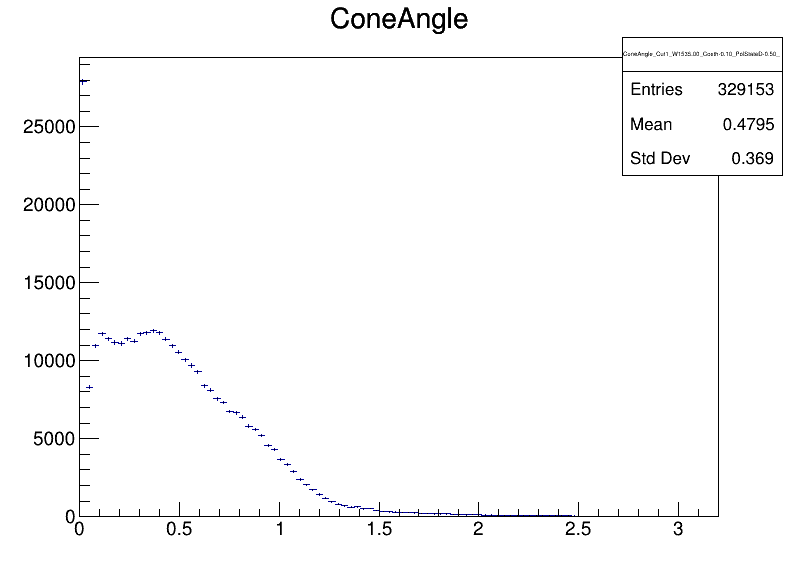 ConeAngle
ConeAngle_Cut1_W1535.00_Costh-0.10_PolStateD-0.50_
Entries 329153
Mean 0.4795
Std Dev 0.369
25000
20000
15000
10000
5000
0
0 0.5 1 1.5 2 2.5 3